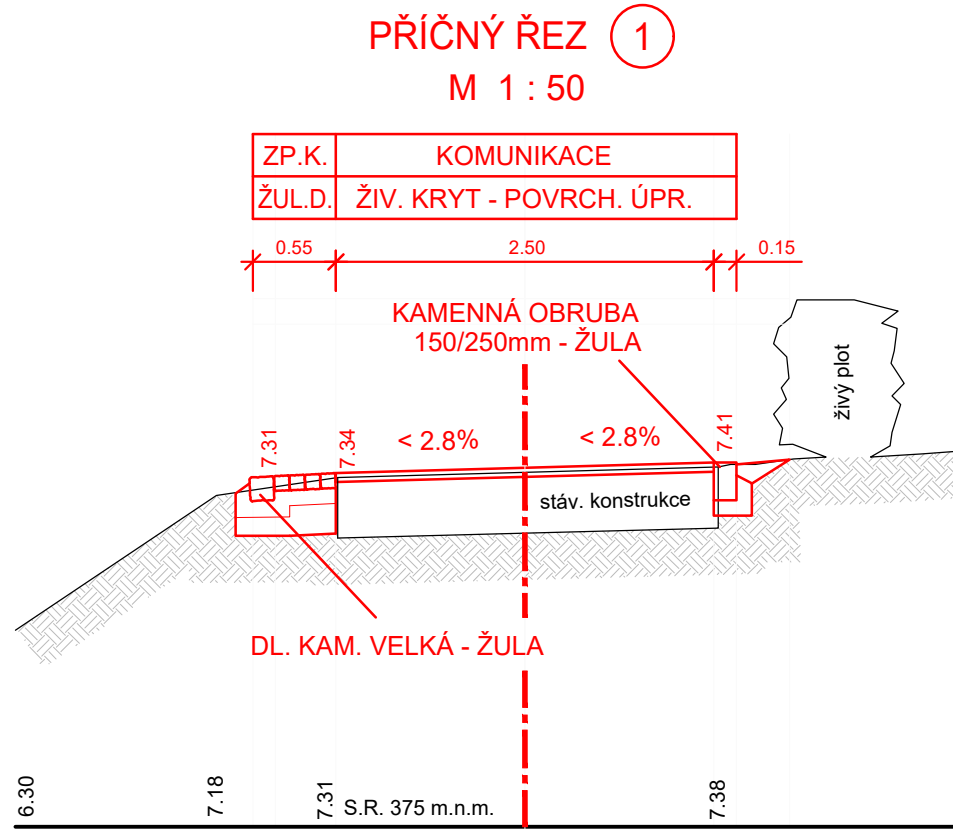 PŘÍČNÝ ŘEZ 1
M 1 : 50
ZP.K. KOMUNIKACE
ŽUL.D. ŽIV. KRYT - POVRCH. ÚPR.
0.55 2.50 0.15
KAMENNÁ OBRUBA
150/250mm - ŽULA
živý plot
7.31 7.34 < 2.8% < 2.8% 7.41
stáv. konstrukce
DL. KAM. VELKÁ - ŽULA
6.30 7.18 7.31 S.R. 375 m.n.m. 7.38